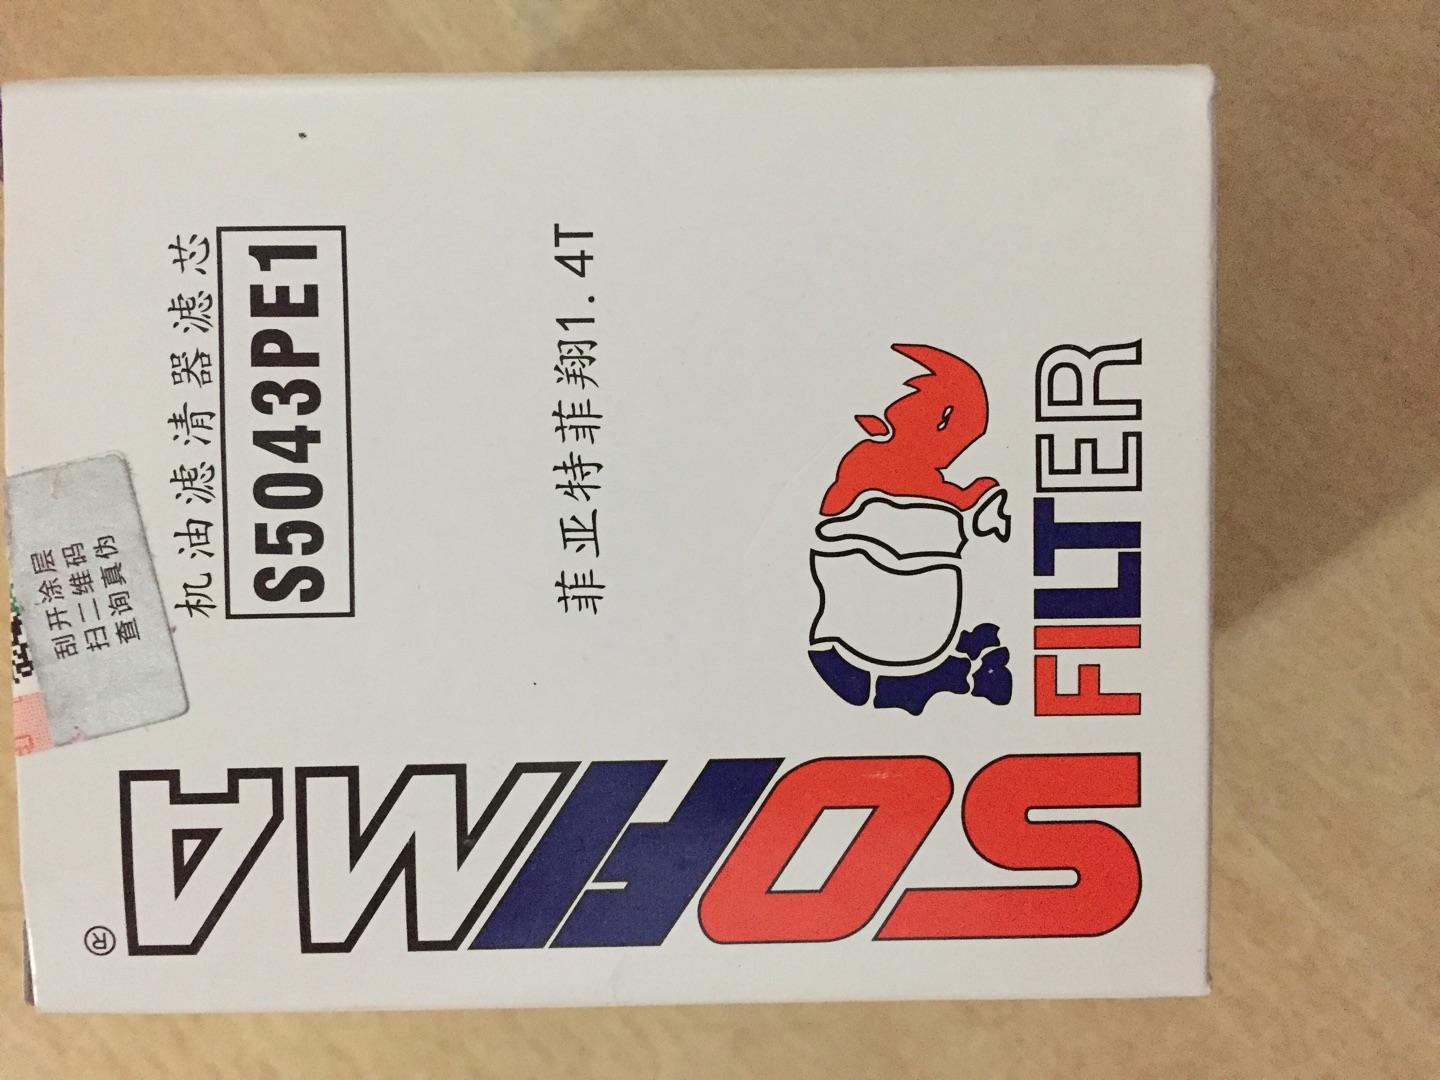 刮开涂层
扫二维码
查询真伪
机油滤清器滤芯
S5043PE1
菲亚特菲翔1.4T
SOFIMA®
FILTER